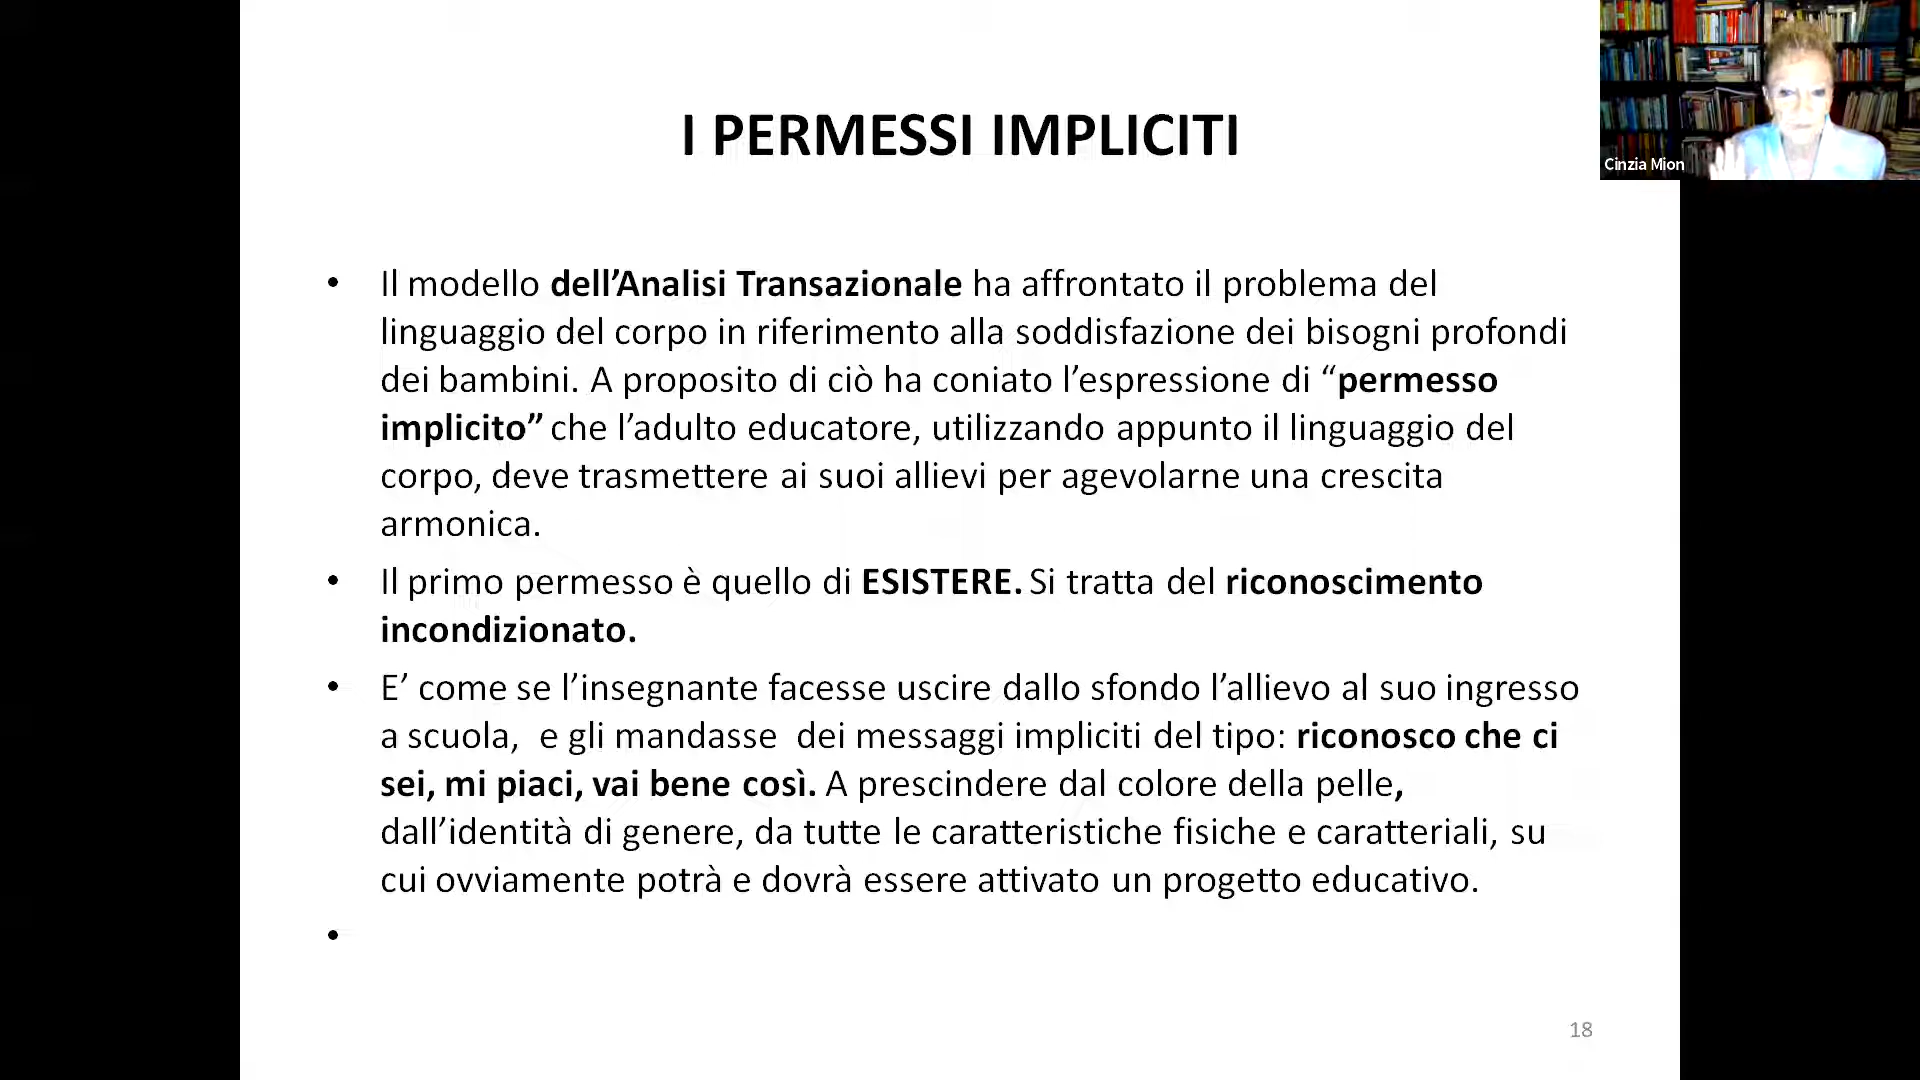 I PERMESSI IMPLICITI
Cinzia Mion
• Il modello dell’Analisi Transazionale ha affrontato il problema del
linguaggio del corpo in riferimento alla soddisfazione dei bisogni profondi
dei bambini. A proposito di ciò ha coniato l’espressione di “permesso
implicito” che l’adulto educatore, utilizzando appunto il linguaggio del
corpo, deve trasmettere ai suoi allievi per agevolarne una crescita
armonica.
• Il primo permesso è quello di ESISTERE. Si tratta del riconoscimento
incondizionato.
• E’ come se l’insegnante facesse uscire dallo sfondo l’allievo al suo ingresso
a scuola,  e gli mandasse  dei messaggi impliciti del tipo: riconosco che ci
sei, mi piaci, vai bene così. A prescindere dal colore della pelle,
dall’identità di genere, da tutte le caratteristiche fisiche e caratteriali, su
cui ovviamente potrà e dovrà essere attivato un progetto educativo.
•
18